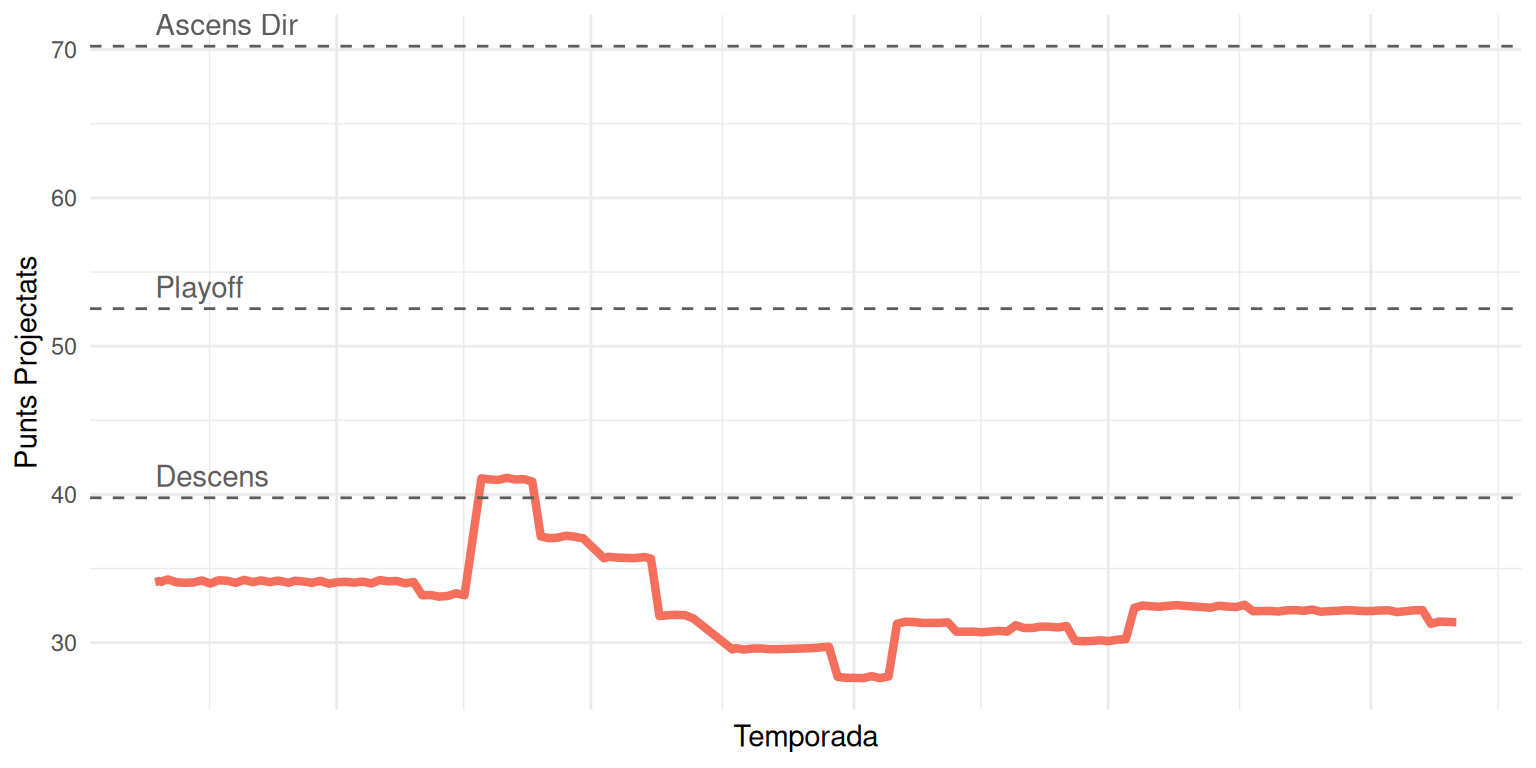 Ascens Dir
70
60
Playoff
50
Descens
40
30
Punts Projectats
Temporada